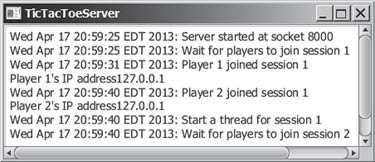 TicTacToeServer
Wed Apr 17 20:59:25 EDT 2013: Server started at socket 8000
Wed Apr 17 20:59:25 EDT 2013: Wait for players to join session 1
Wed Apr 17 20:59:31 EDT 2013: Player 1 joined session 1
Player 1's IP address127.0.0.1
Wed Apr 17 20:59:40 EDT 2013: Player 2 joined session 1
Player 2's IP address127.0.0.1
Wed Apr 17 20:59:40 EDT 2013: Start a thread for session 1
Wed Apr 17 20:59:40 EDT 2013: Wait for players to join session 2